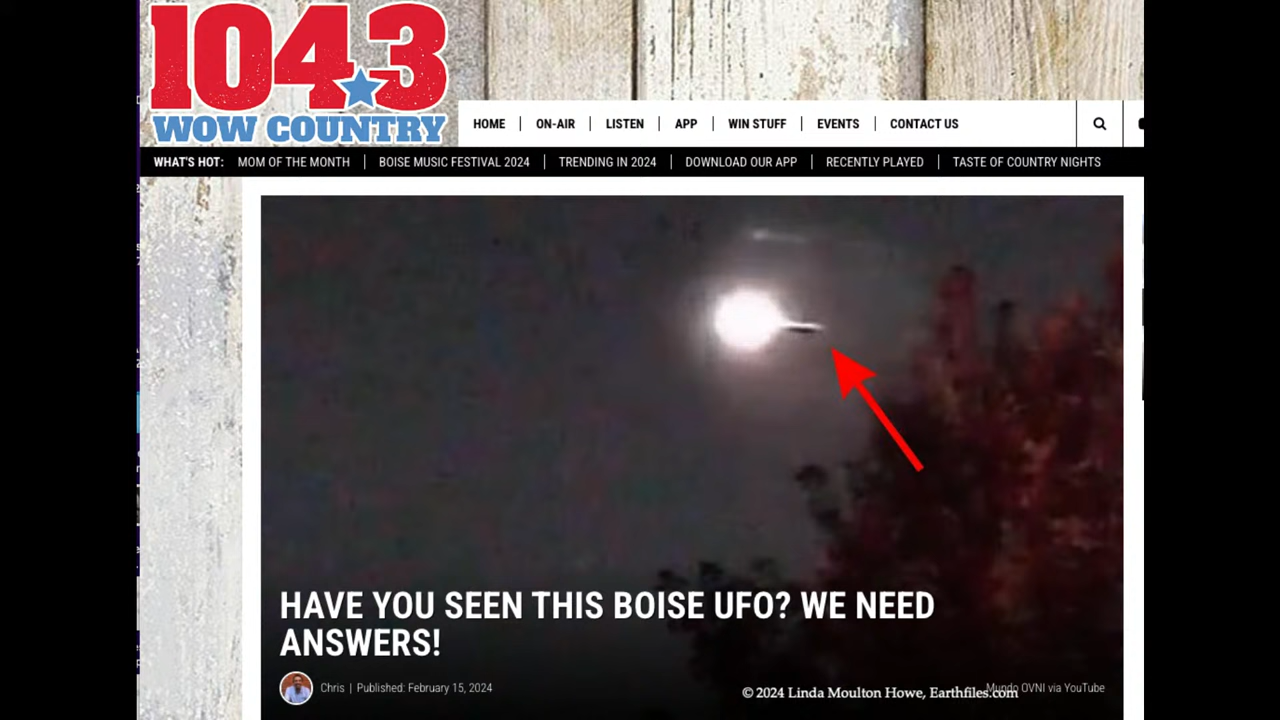 104.3
WOW COUNTRY
HOME
ON-AIR
LISTEN
APP
WIN STUFF
EVENTS
CONTACT US
WHAT'S HOT:
MOM OF THE MONTH
BOISE MUSIC FESTIVAL 2024
TRENDING IN 2024
DOWNLOAD OUR APP
RECENTLY PLAYED
TASTE OF COUNTRY NIGHTS
HAVE YOU SEEN THIS BOISE UFO? WE NEED
ANSWERS!
Chris | Published: February 15, 2024
© 2024 Linda Moulton Howe, Earthfiles.com
Mundo OVNI via YouTube